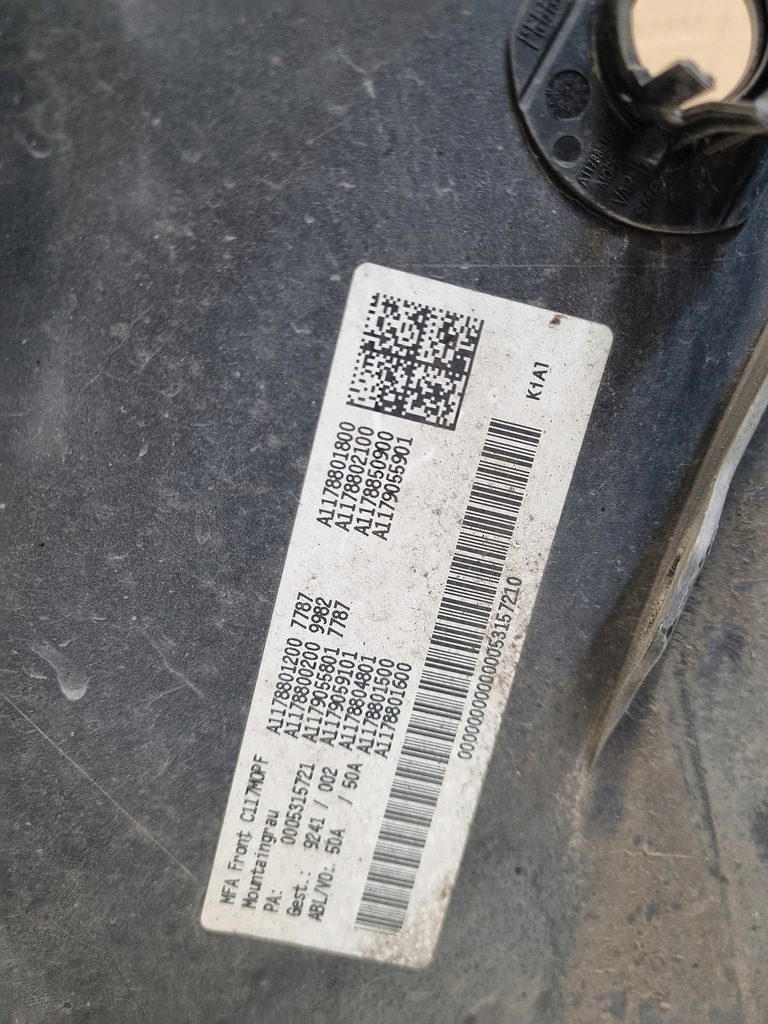 MFA Front C117MOPF
Mountaingrau
PA: 0005315721
Gest.: 9241 / 002
ABL/VO: 50A / 50A
A1178801200 7787
A1178800200 9982
A1179055801 7787
A1179059101
A1178804801
A1178801500
A1178801600
A1178801800
A1178802100
A1178850900
A1179055901
K1A1